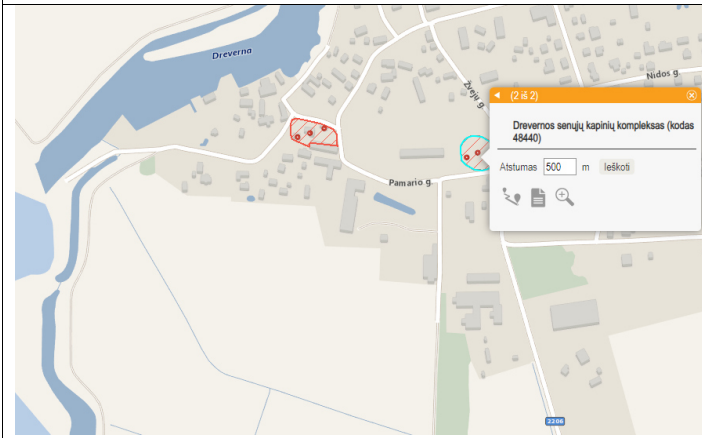 Dreverna
Žvejų g.
Nidos g.
(2 iš 2)
Drevernos senųjų kapinių kompleksas (kodas
48440)
Atstumas 500 m Ieškoti
Pamario g.
2206